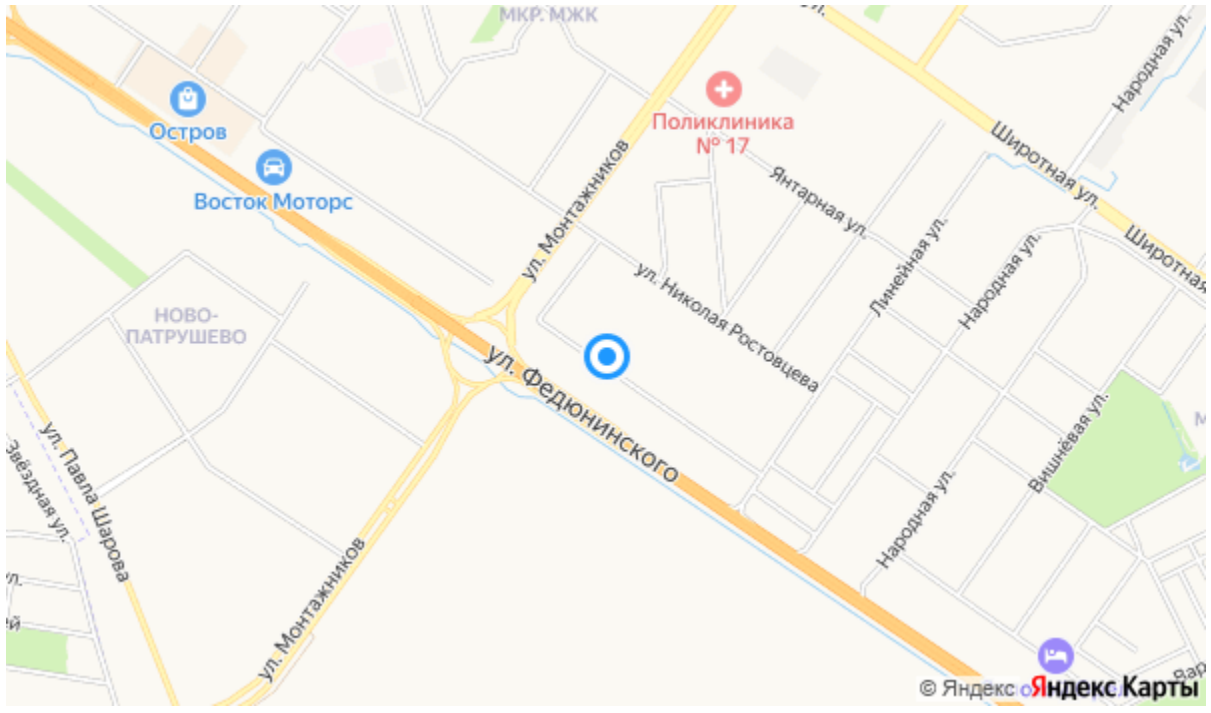 МКР. МЖК
ул.
Народная ул.
Остров
Поликлиника
№ 17
Широтная ул.
Восток Моторс
ул. Монтажников
Янтарная ул.
Линейная ул.
Народная ул.
Широтная
ул. Николая Ростовцева
НОВО-
ПАТРУШЕВО
ул. Федюнинского
Вишнёвая ул.
ул. Павла Шарова
Звёздная ул.
Народная ул.
ул. Монтажников
© Яндекс
Яндекс Карты